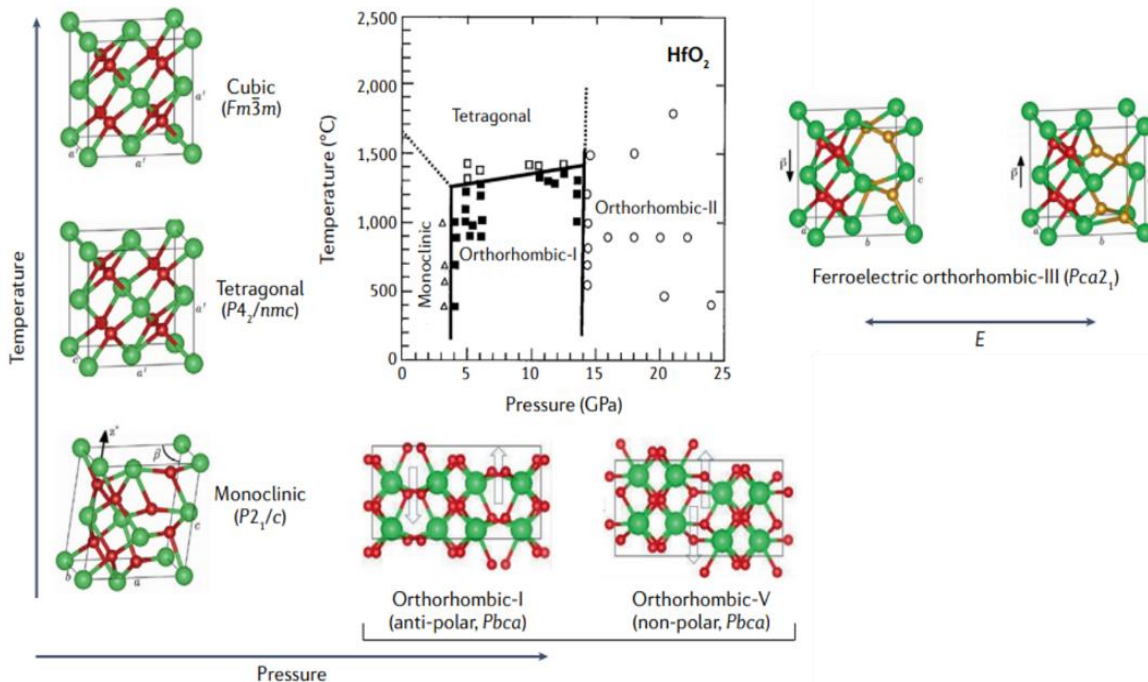 HfO₂
2,500
2,000
1,500
1,000
500
0
Temperature (°C)
0
5
10
15
20
25
Pressure (GPa)
Tetragonal
Monoclinic
Orthorhombic-I
Orthorhombic-II
Temperature
Cubic
(Fm3̅m)
a'
a'
a'
Tetragonal
(P4₂/nmc)
a'
c
a'
Monoclinic
(P2₁/c)
z*
β
c
b
a
Orthorhombic-I
(anti-polar, Pbca)
Orthorhombic-V
(non-polar, Pbca)
Pressure
a
b
c
a
b
Ferroelectric orthorhombic-III (Pca2₁)
E